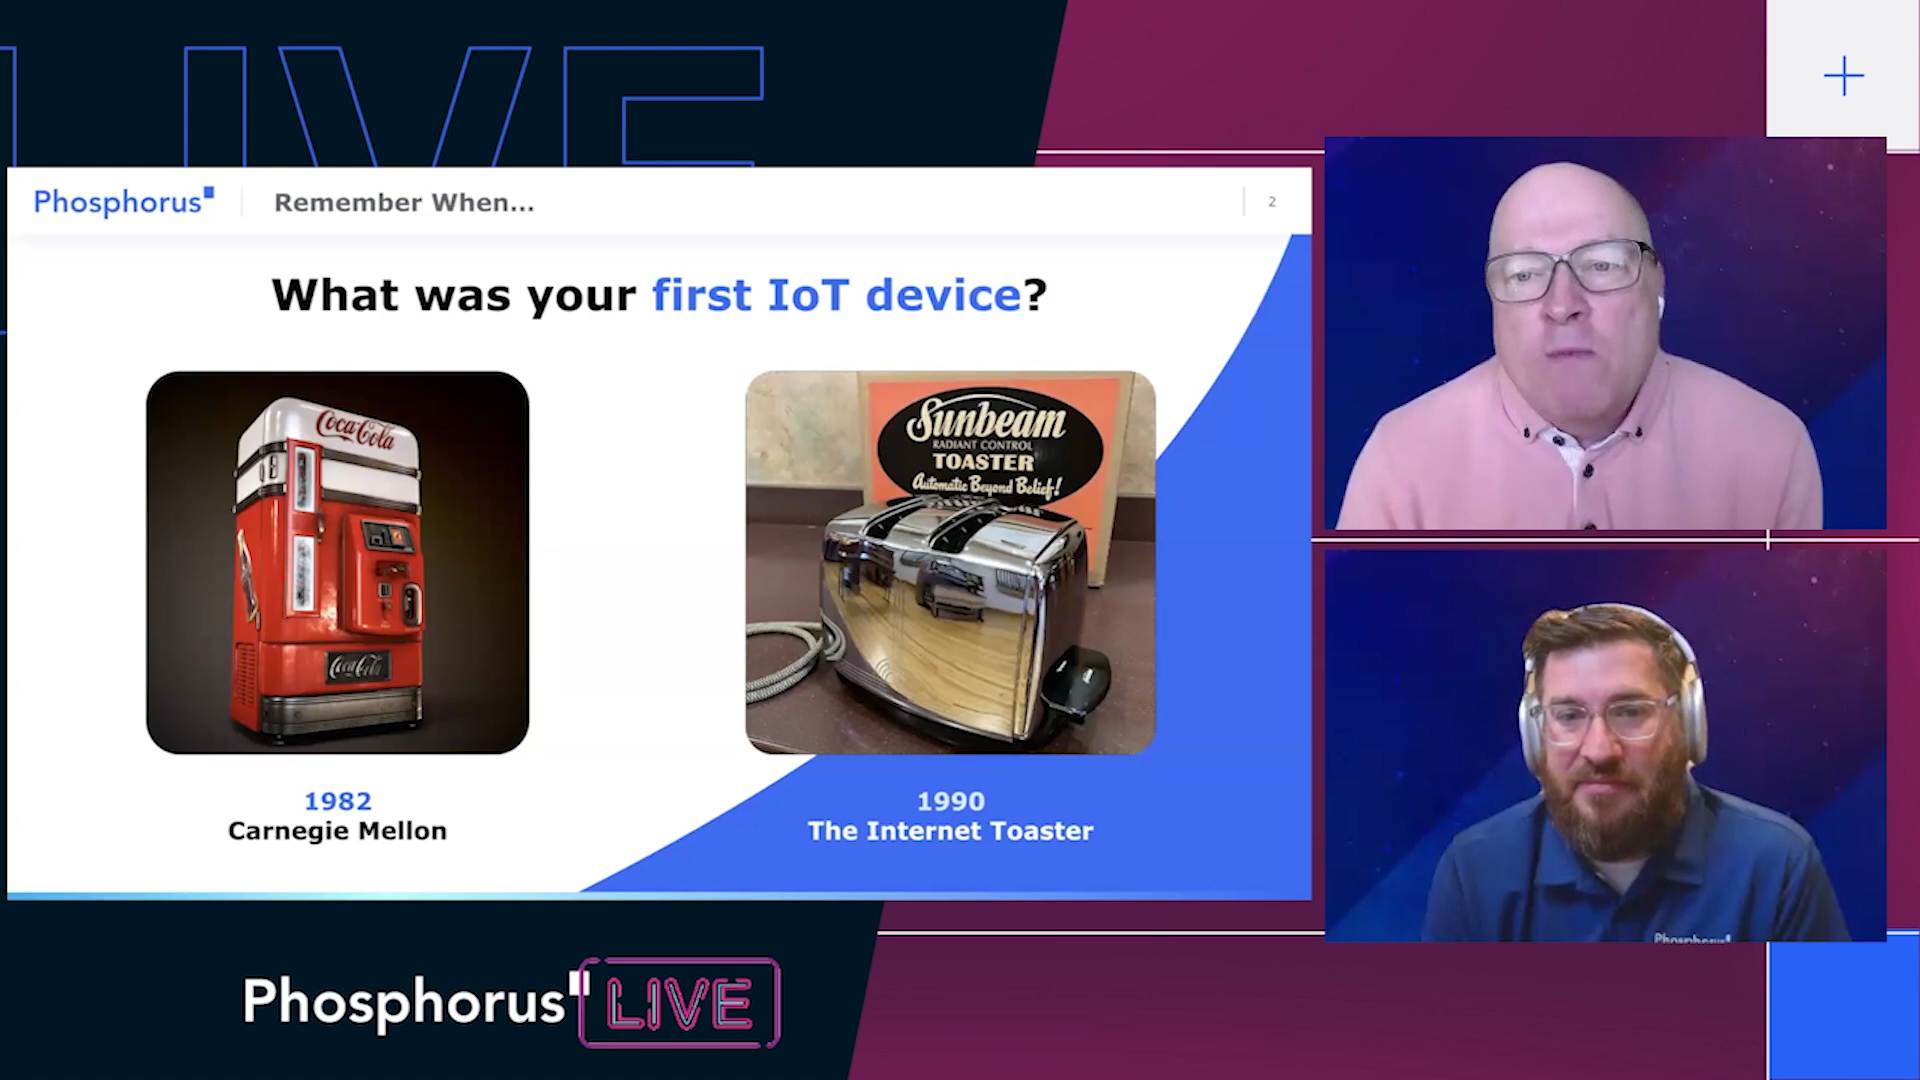 LIVE
Phosphorus
Remember When...
2
What was your first IoT device?
Coca-Cola
Coca-Cola
Sunbeam
RADIANT CONTROL
TOASTER
Automatic Beyond Belief!
1982
Carnegie Mellon
1990
The Internet Toaster
Phosphorus
Phosphorus LIVE